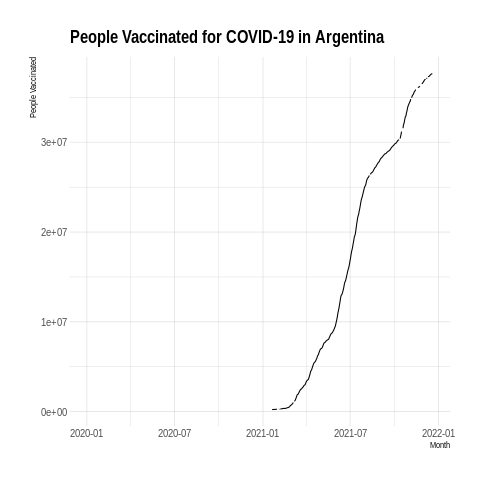 People Vaccinated for COVID-19 in Argentina
People Vaccinated
3e+07
2e+07
1e+07
0e+00
2020-01 2020-07 2021-01 2021-07 2022-01
Month